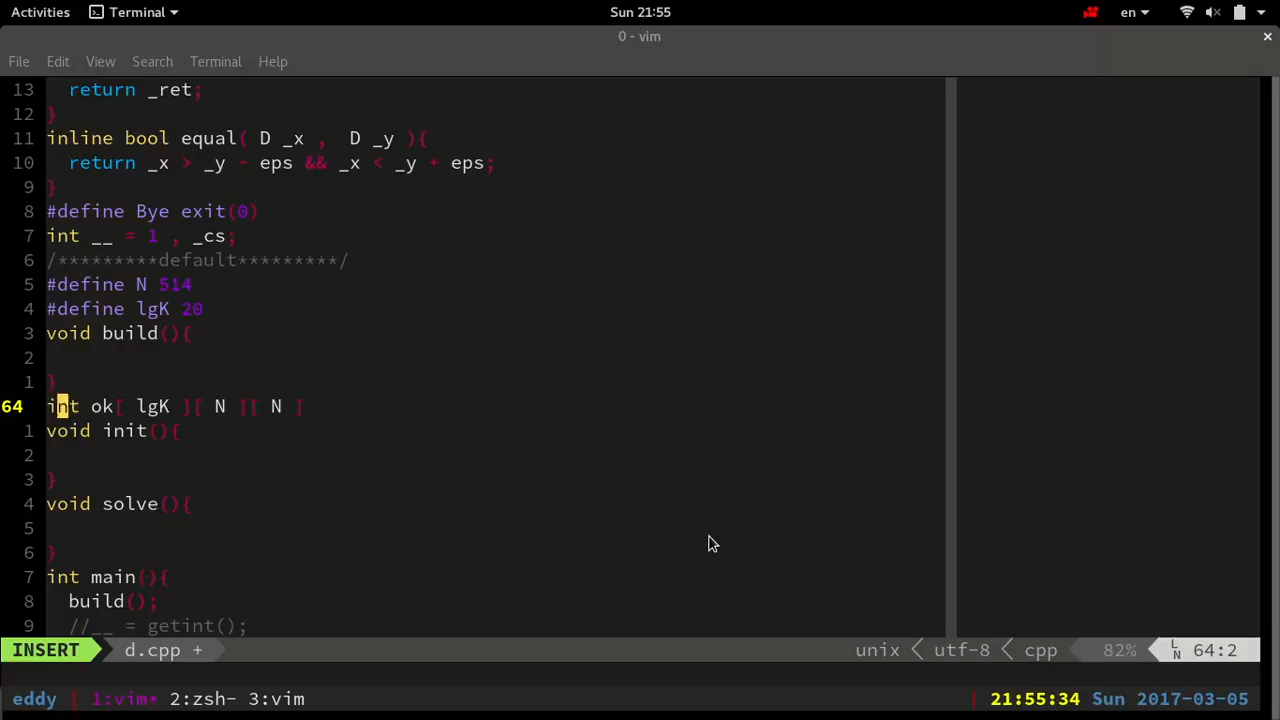 Activities Terminal Sun 21:55 en
0 - vim
File Edit View Search Terminal Help
13   return _ret;
12 }
11 inline bool equal( D _x ,  D _y ){
10   return _x > _y - eps && _x < _y + eps;
9 }
8 #define Bye exit(0)
7 int __ = 1 , _cs;
6 /*********default*********/
5 #define N 514
4 #define lgK 20
3 void build(){
2
1 }
64 int ok[ lgK ][ N ][ N ]
1 void init(){
2
3 }
4 void solve(){
5
6 }
7 int main(){
8   build();
9   //__ = getint();
INSERT d.cpp + unix utf-8 cpp 82% LN 64:2
eddy 1:vim* 2:zsh- 3:vim 21:55:34 Sun 2017-03-05